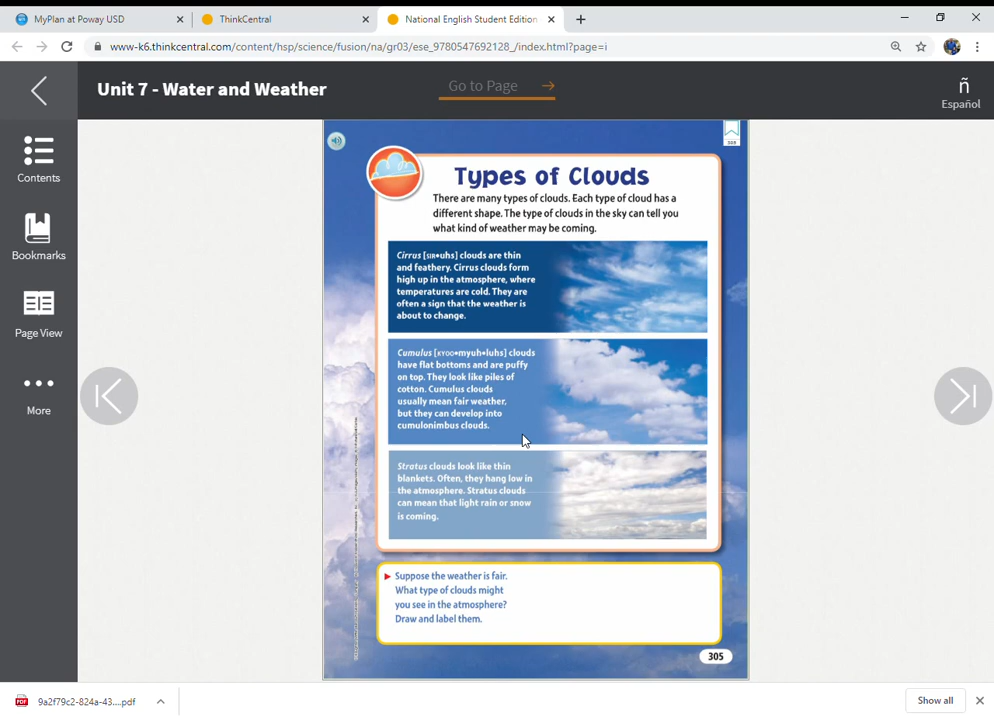 MyPlan at Poway USD
ThinkCentral
National English Student Edition
www-k6.thinkcentral.com/content/hsp/science/fusion/na/gr03/ese_9780547692128_/index.html?page=i
Unit 7 - Water and Weather
Go to Page
ñ
Español
Contents
Bookmarks
Page View
More
Types of Clouds
There are many types of clouds. Each type of cloud has a
different shape. The type of clouds in the sky can tell you
what kind of weather may be coming.
Cirrus [SIR•uhs] clouds are thin
and feathery. Cirrus clouds form
high up in the atmosphere, where
temperatures are cold. They are
often a sign that the weather is
about to change.
Cumulus [KYOO•myuh•luhs] clouds
have flat bottoms and are puffy
on top. They look like piles of
cotton. Cumulus clouds
usually mean fair weather,
but they can develop into
cumulonimbus clouds.
Stratus clouds look like thin
blankets. Often, they hang low in
the atmosphere. Stratus clouds
can mean that light rain or snow
is coming.
Suppose the weather is fair.
What type of clouds might
you see in the atmosphere?
Draw and label them.
305
9a2f79c2-824a-43....pdf
Show all